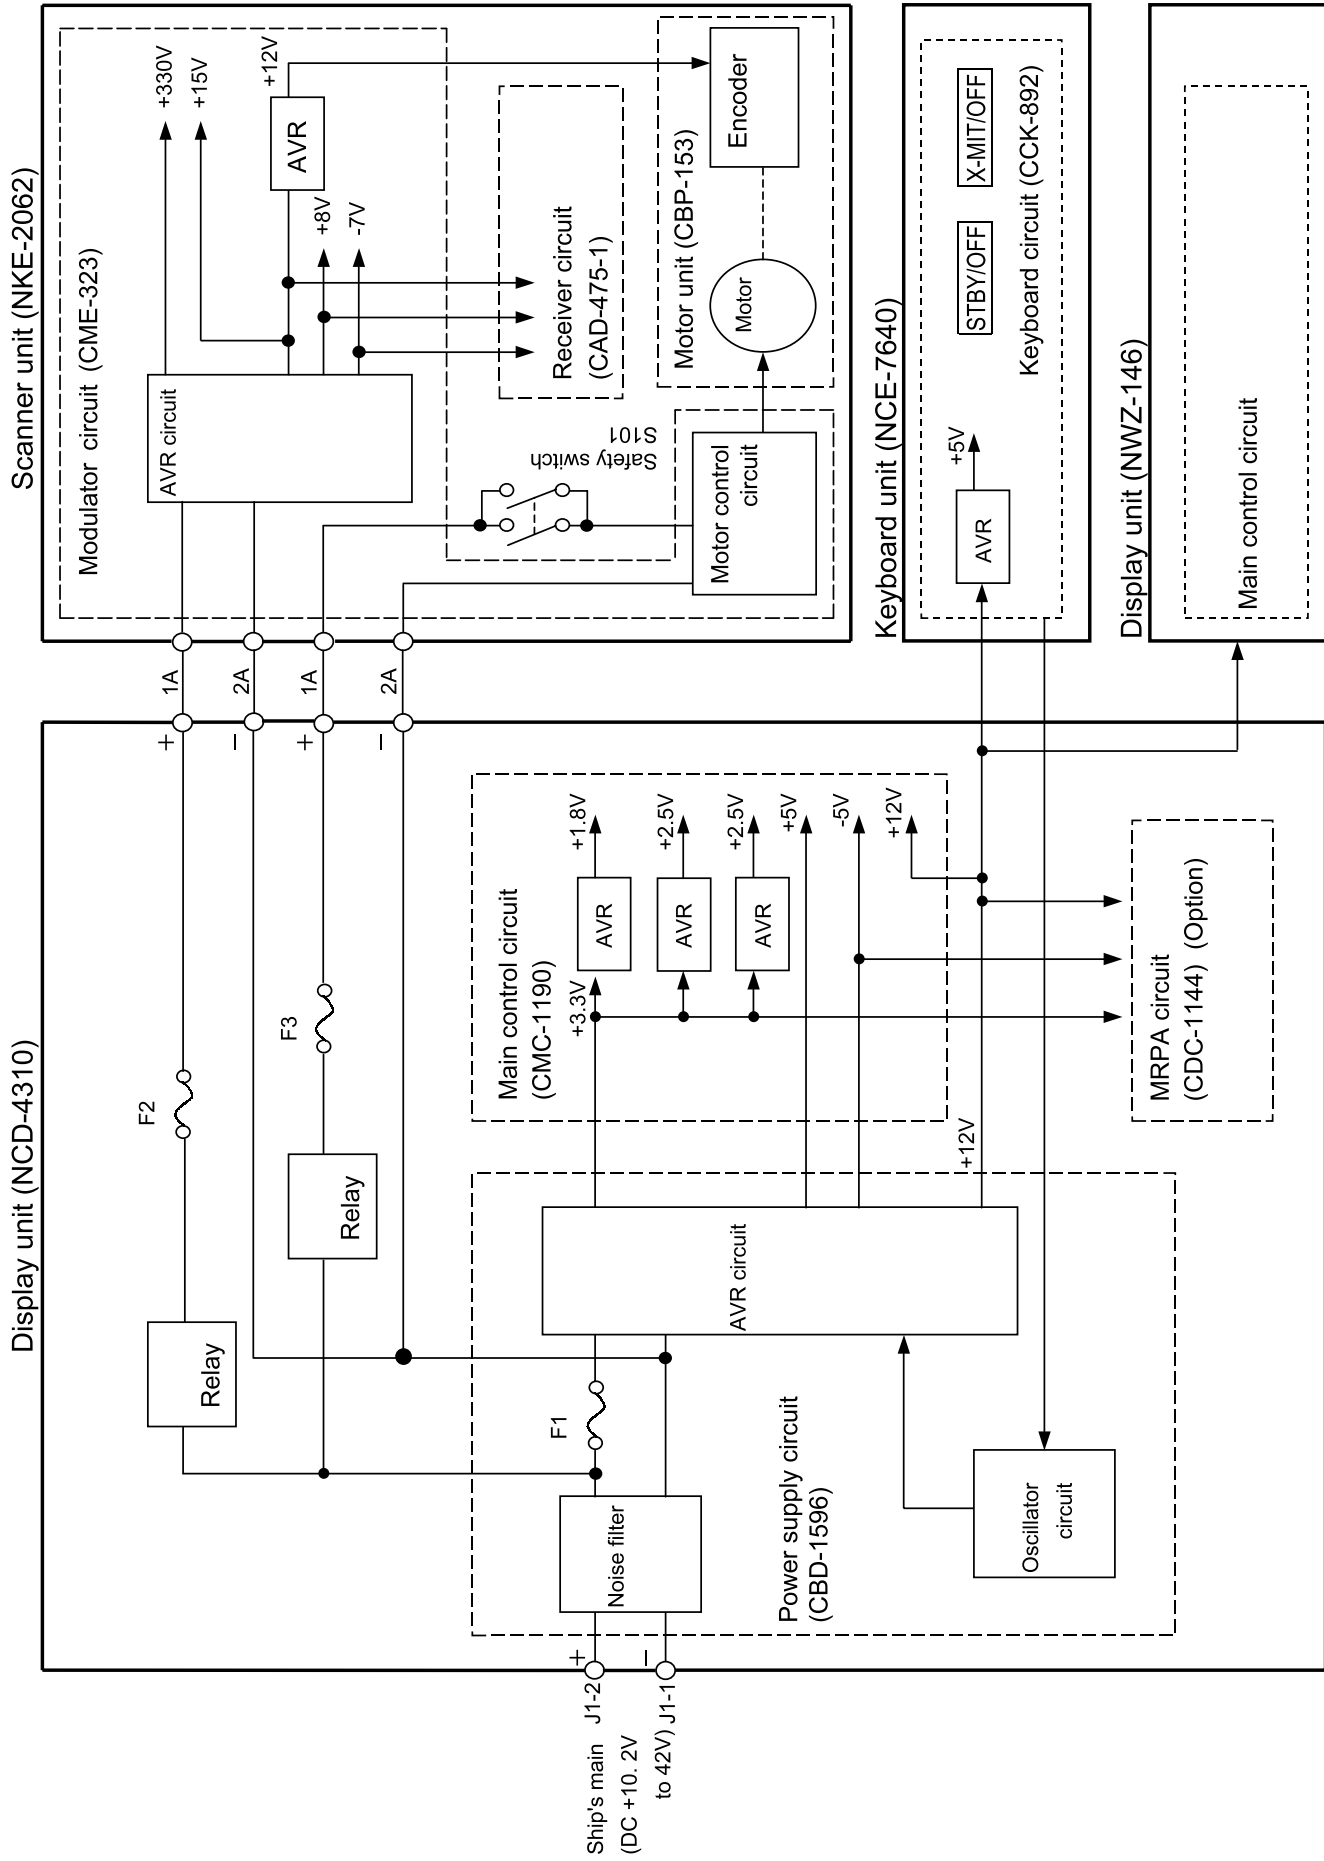 Display unit (NCD-4310)
Relay
F2
Relay
F3
+
−
+
−
1A
2A
1A
2A
Ship's main
(DC +10. 2V
to 42V)
J1-2
J1-1
+
−
Noise filter
F1
AVR circuit
Power supply circuit
(CBD-1596)
Oscillator
circuit
+12V
Main control circuit
(CMC-1190)
+3.3V
AVR
+1.8V
AVR
+2.5V
AVR
+2.5V
+5V
-5V
+12V
MRPA circuit
(CDC-1144) (Option)
Scanner unit (NKE-2062)
Modulator circuit (CME-323)
AVR circuit
+330V
+15V
AVR
+12V
+8V
-7V
Receiver circuit
(CAD-475-1)
Safety switch
S101
Motor control
circuit
Motor unit (CBP-153)
Motor
Encoder
Keyboard unit (NCE-7640)
AVR
+5V
STBY/OFF
X-MIT/OFF
Keyboard circuit (CCK-892)
Display unit (NWZ-146)
Main control circuit